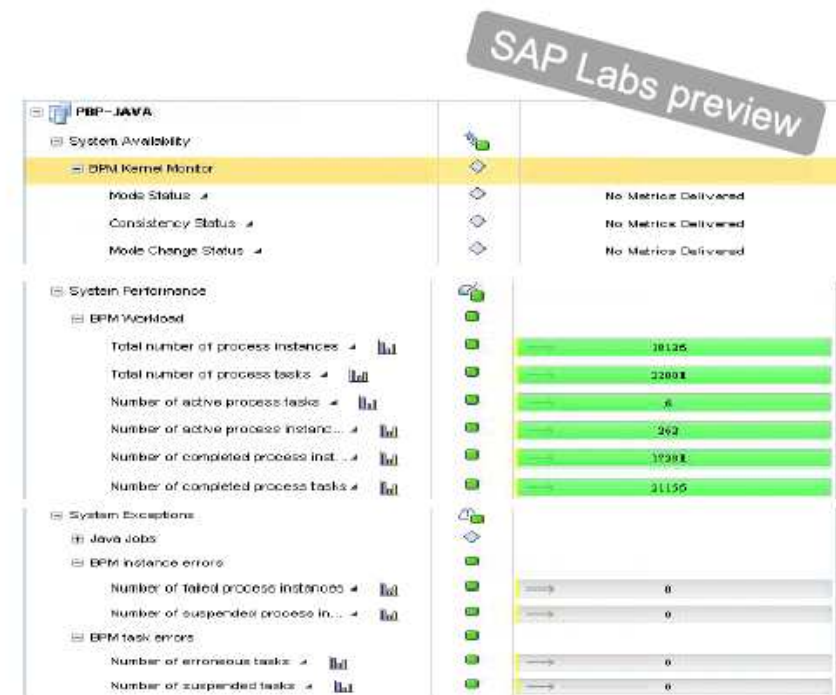 SAP Labs preview
PBP-JAVA
System Availability
BPM Kernel Monitor
Mode Status
No Metrics Delivered
Consistency Status
No Metrics Delivered
Mode Change Status
No Metrics Delivered
System Performance
BPM Workload
Total number of process instances
Total number of process tasks
Number of active process tasks
6
Number of active process instanc...
262
Number of completed process inst...
Number of completed process tasks
21156
System Exceptions
Java Jobs
BPM instance errors
Number of failed process instances
0
Number of suspended process in...
0
BPM task errors
Number of erroneous tasks
0
Number of suspended tasks
0